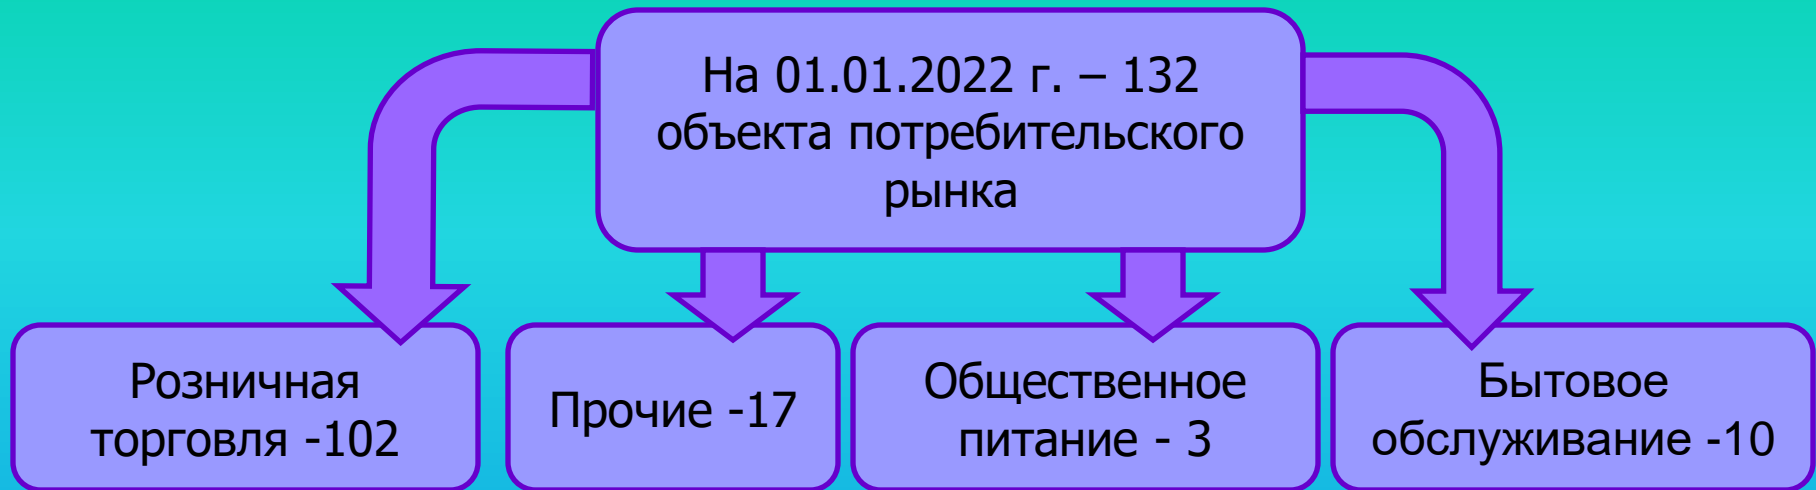 На 01.01.2022 г. – 132
объекта потребительского
рынка
Розничная
торговля -102
Прочие -17
Общественное
питание - 3
Бытовое
обслуживание -10